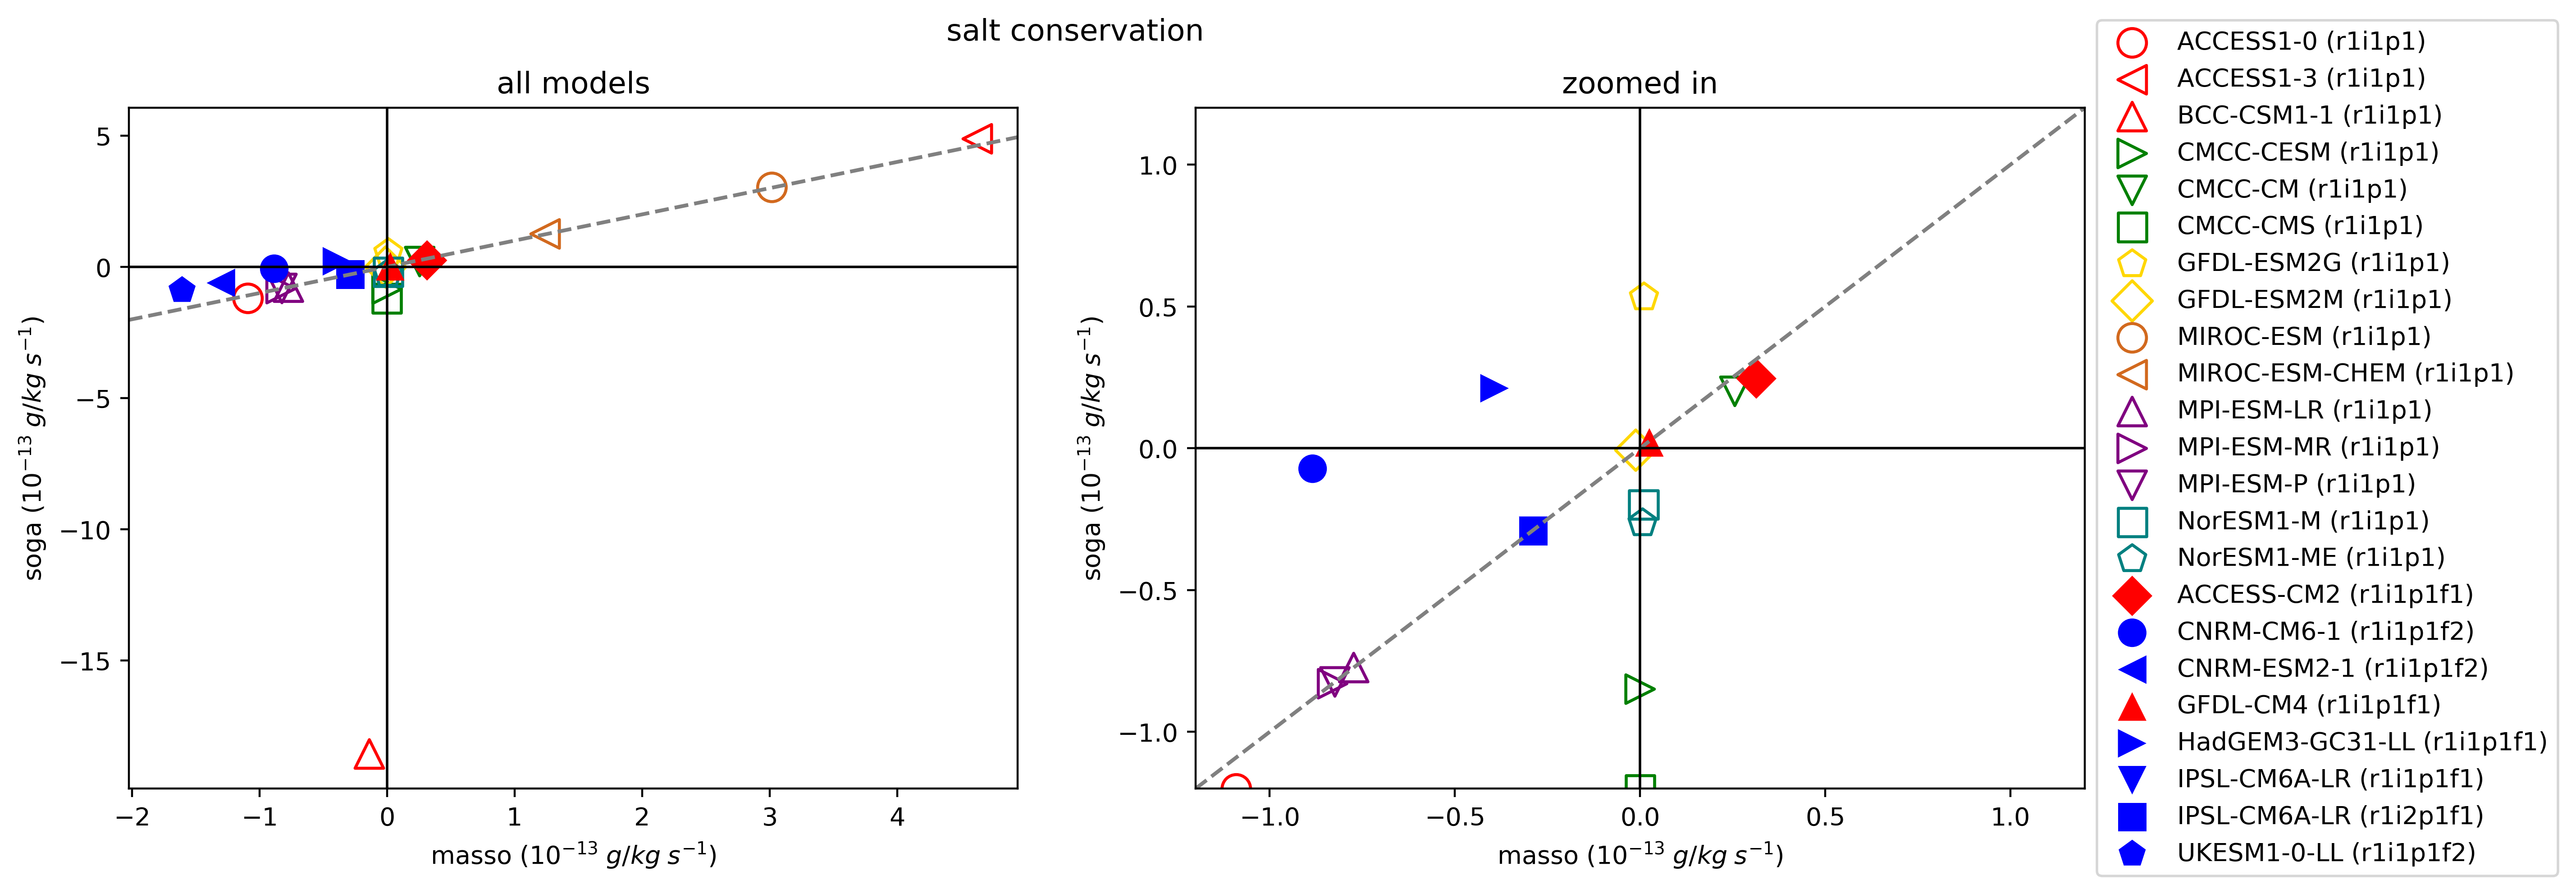 salt conservation
all models
5
0
−5
−10
−15
−2
−1
0
1
2
3
4
soga (10⁻¹³ g/kg s⁻¹)
masso (10⁻¹³ g/kg s⁻¹)
zoomed in
1.0
0.5
0.0
−0.5
−1.0
−1.0
−0.5
0.0
0.5
1.0
soga (10⁻¹³ g/kg s⁻¹)
masso (10⁻¹³ g/kg s⁻¹)
ACCESS1-0 (r1i1p1)
ACCESS1-3 (r1i1p1)
BCC-CSM1-1 (r1i1p1)
CMCC-CESM (r1i1p1)
CMCC-CM (r1i1p1)
CMCC-CMS (r1i1p1)
GFDL-ESM2G (r1i1p1)
GFDL-ESM2M (r1i1p1)
MIROC-ESM (r1i1p1)
MIROC-ESM-CHEM (r1i1p1)
MPI-ESM-LR (r1i1p1)
MPI-ESM-MR (r1i1p1)
MPI-ESM-P (r1i1p1)
NorESM1-M (r1i1p1)
NorESM1-ME (r1i1p1)
ACCESS-CM2 (r1i1p1f1)
CNRM-CM6-1 (r1i1p1f2)
CNRM-ESM2-1 (r1i1p1f2)
GFDL-CM4 (r1i1p1f1)
HadGEM3-GC31-LL (r1i1p1f1)
IPSL-CM6A-LR (r1i1p1f1)
IPSL-CM6A-LR (r1i2p1f1)
UKESM1-0-LL (r1i1p1f2)